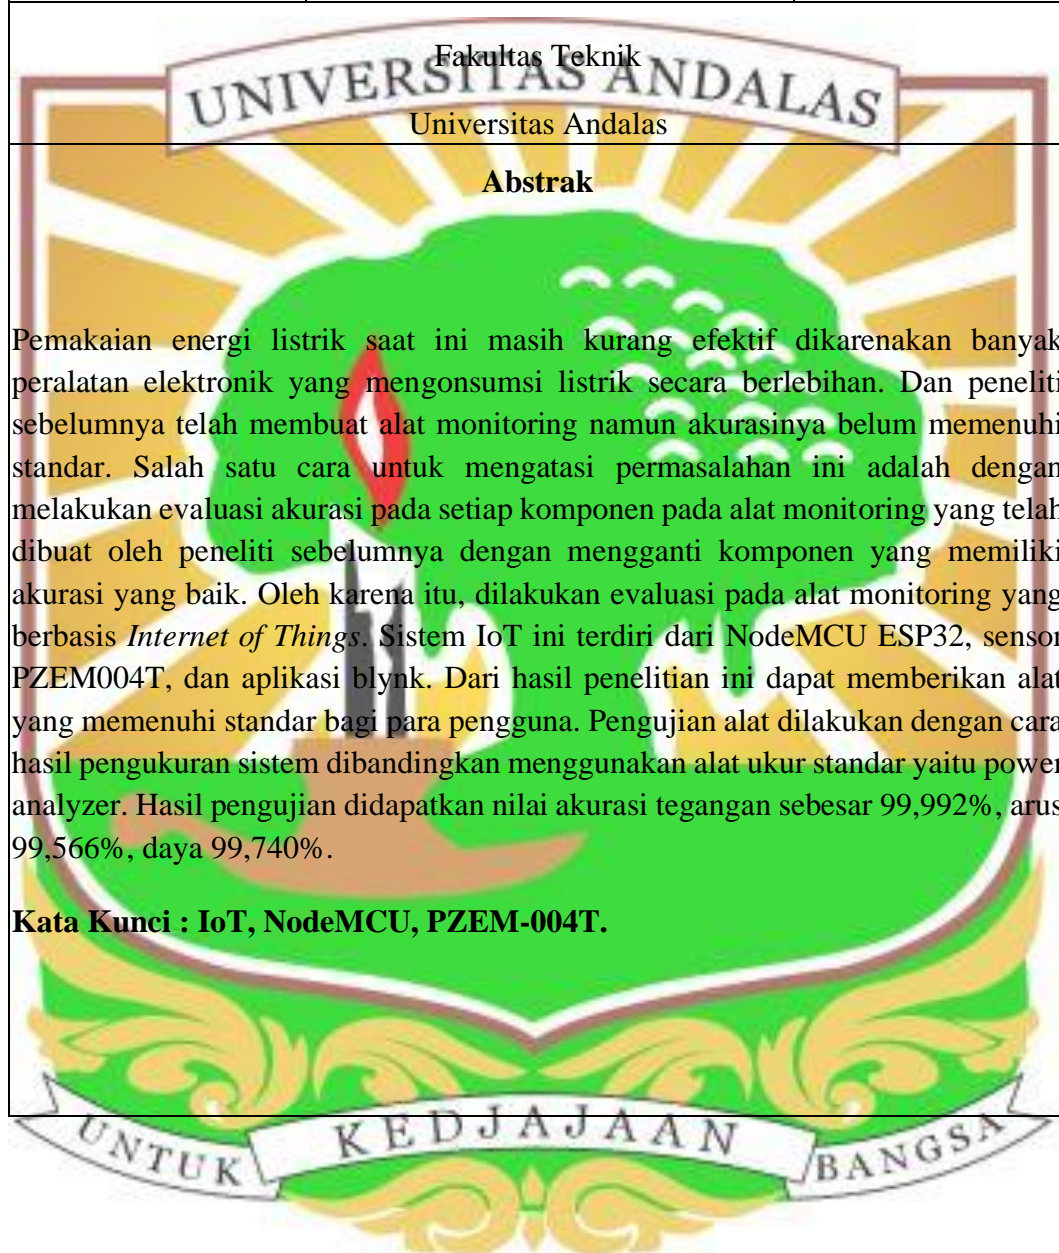 Fakultas Teknik
UNIVERSITAS ANDALAS
Universitas Andalas
Abstrak
Pemakaian energi listrik saat ini masih kurang efektif dikarenakan banyak
peralatan elektronik yang mengonsumsi listrik secara berlebihan. Dan peneliti
sebelumnya telah membuat alat monitoring namun akurasinya belum memenuhi
standar. Salah satu cara untuk mengatasi permasalahan ini adalah dengan
melakukan evaluasi akurasi pada setiap komponen pada alat monitoring yang telah
dibuat oleh peneliti sebelumnya dengan mengganti komponen yang memiliki
akurasi yang baik. Oleh karena itu, dilakukan evaluasi pada alat monitoring yang
berbasis Internet of Things. Sistem IoT ini terdiri dari NodeMCU ESP32, sensor
PZEM004T, dan aplikasi blynk. Dari hasil penelitian ini dapat memberikan alat
yang memenuhi standar bagi para pengguna. Pengujian alat dilakukan dengan cara
hasil pengukuran sistem dibandingkan menggunakan alat ukur standar yaitu power
analyzer. Hasil pengujian didapatkan nilai akurasi tegangan sebesar 99,992%, arus
99,566%, daya 99,740%.
Kata Kunci : IoT, NodeMCU, PZEM-004T.
UNTUK KEDJAJAAN BANGSA